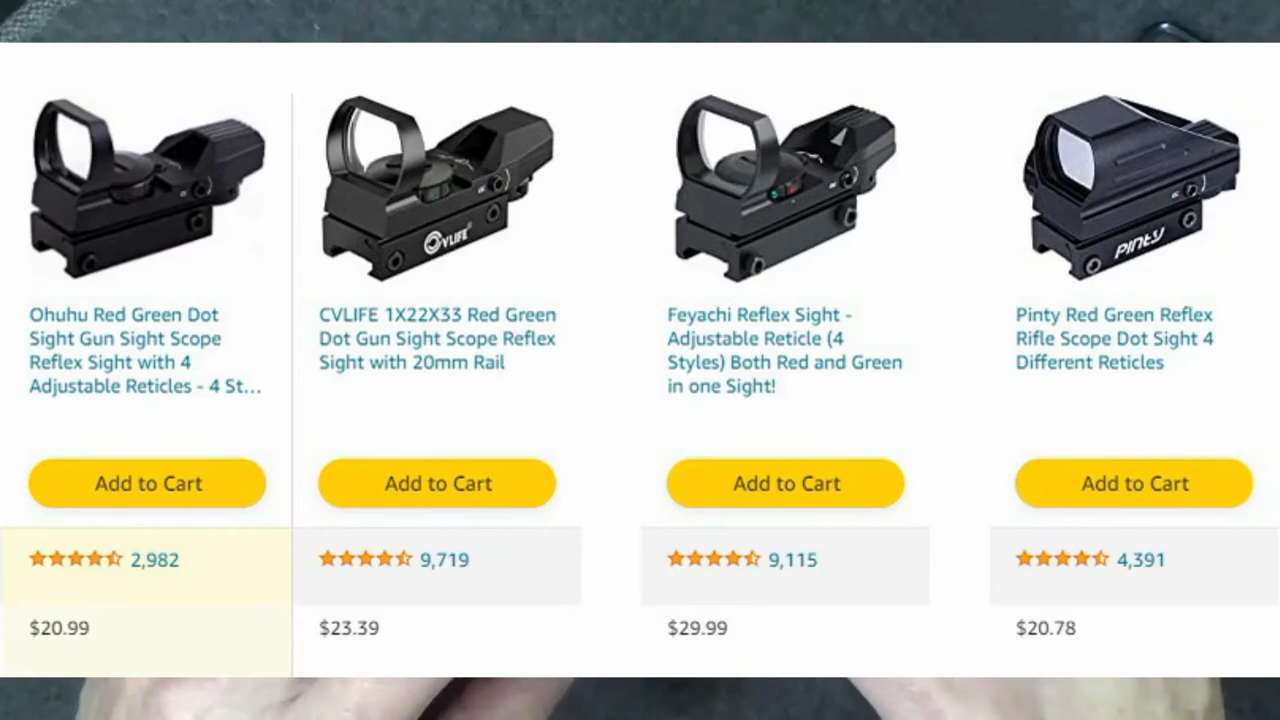 CVLIFE
PINTY
Ohuhu Red Green Dot
Sight Gun Sight Scope
Reflex Sight with 4
Adjustable Reticles - 4 St...
CVLIFE 1X22X33 Red Green
Dot Gun Sight Scope Reflex
Sight with 20mm Rail
Feyachi Reflex Sight -
Adjustable Reticle (4
Styles) Both Red and Green
in one Sight!
Pinty Red Green Reflex
Rifle Scope Dot Sight 4
Different Reticles
Add to Cart
Add to Cart
Add to Cart
Add to Cart
2,982
9,719
9,115
4,391
$20.99
$23.39
$29.99
$20.78